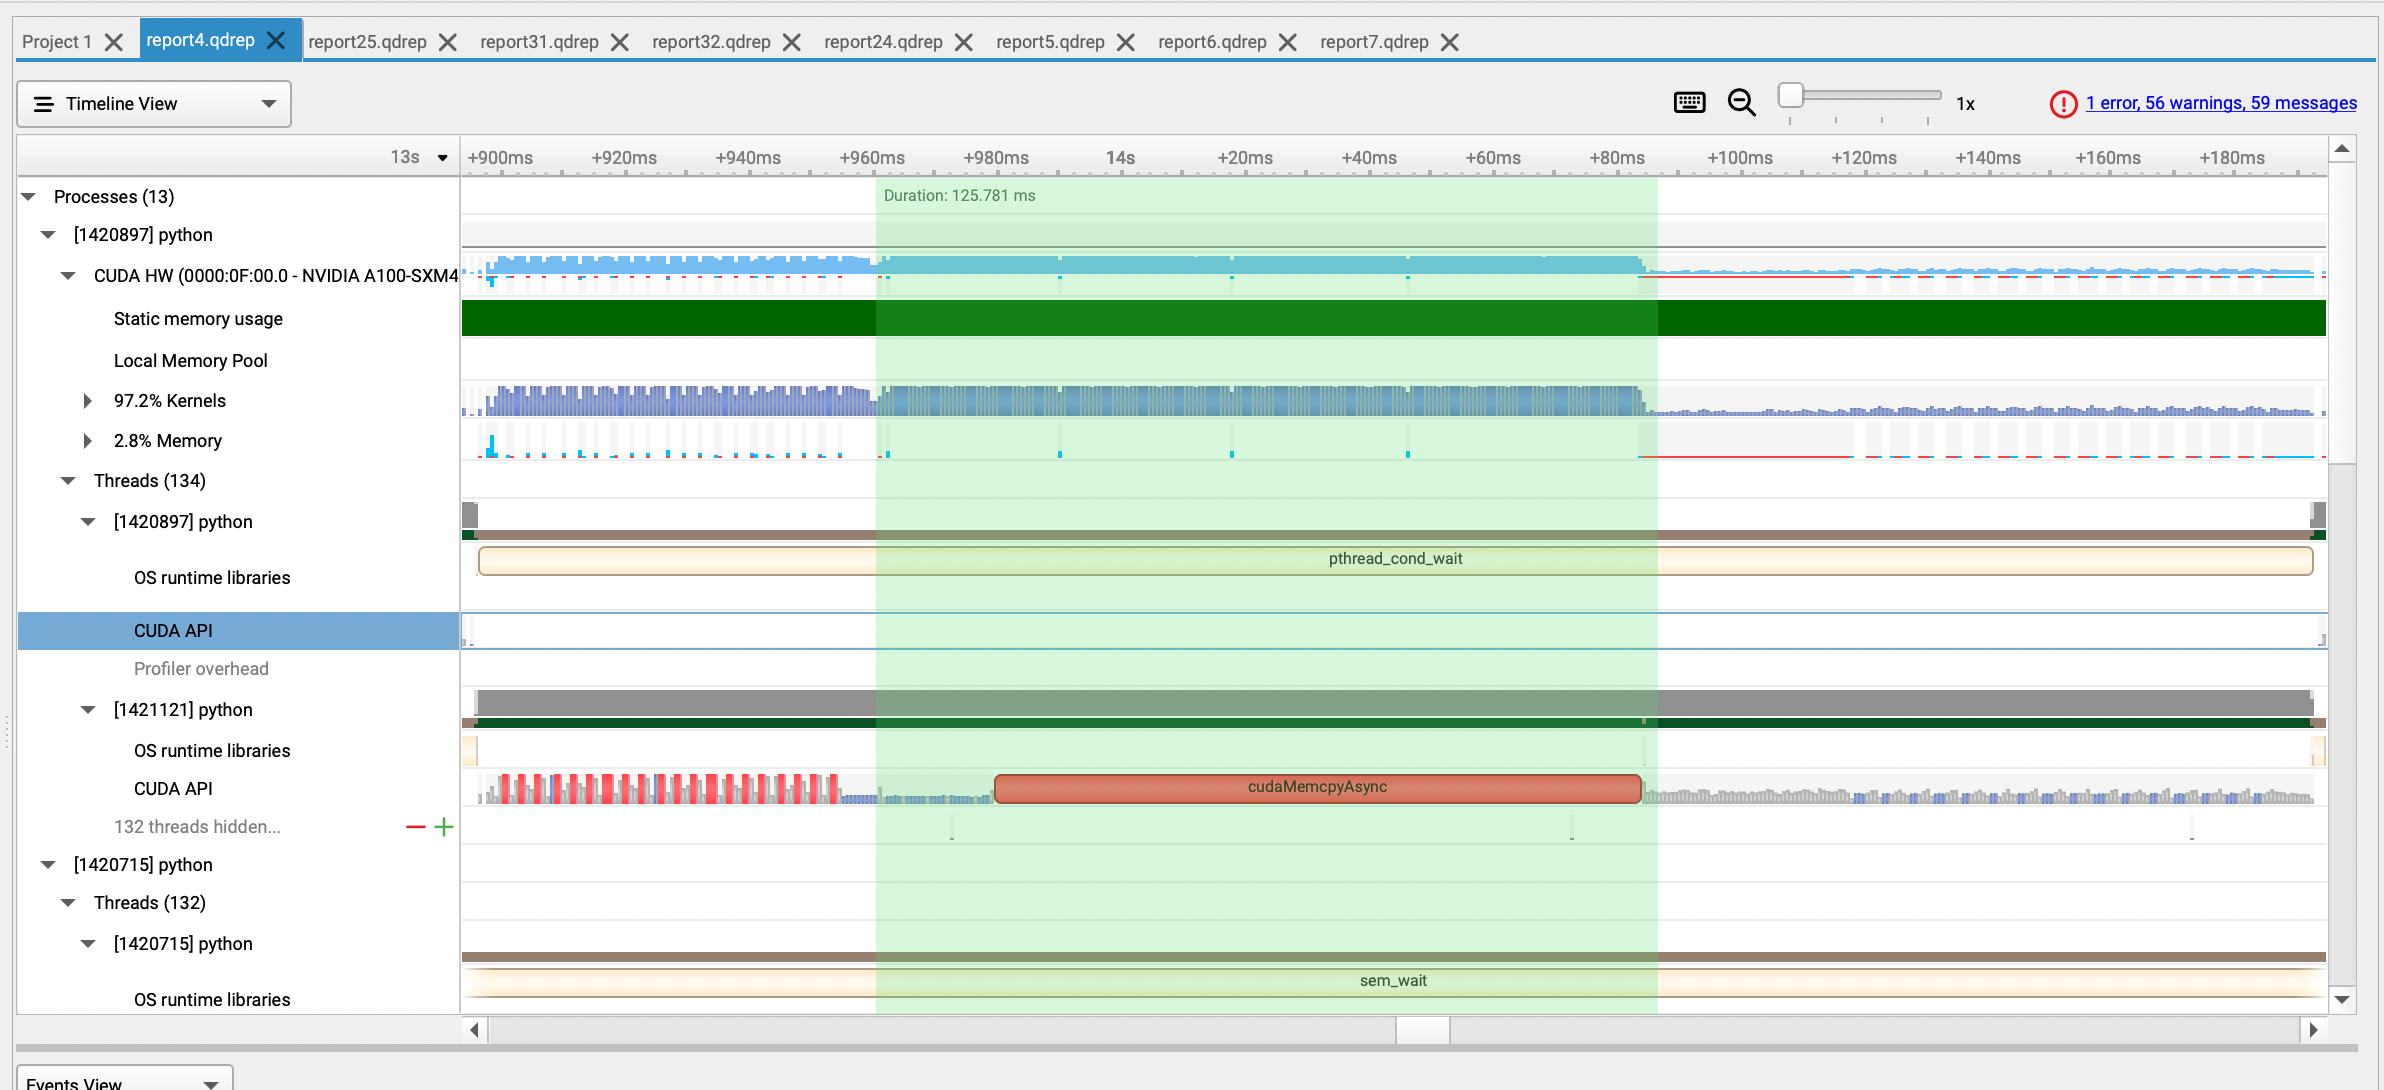 Project 1 report4.qdrep report25.qdrep report31.qdrep report32.qdrep report24.qdrep report5.qdrep report6.qdrep report7.qdrep
Timeline View 1x 1 error, 56 warnings, 59 messages
13s +900ms +920ms +940ms +960ms +980ms 14s +20ms +40ms +60ms +80ms +100ms +120ms +140ms +160ms +180ms
Processes (13) Duration: 125.781 ms
[1420897] python
CUDA HW (0000:0F:00.0 - NVIDIA A100-SXM4
Static memory usage
Local Memory Pool
97.2% Kernels
2.8% Memory
Threads (134)
[1420897] python
pthread_cond_wait
OS runtime libraries
CUDA API
Profiler overhead
[1421121] python
OS runtime libraries
CUDA API cudaMemcpyAsync
132 threads hidden...
[1420715] python
Threads (132)
[1420715] python
sem_wait
OS runtime libraries
Events View